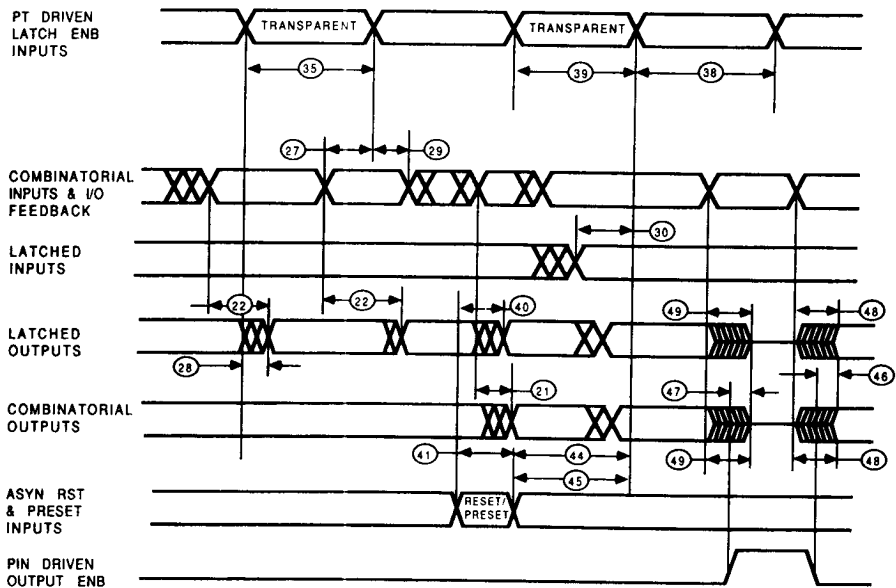 PT DRIVEN
LATCH ENB
INPUTS
TRANSPARENT
TRANSPARENT
35
39
38
27
29
COMBINATORIAL
INPUTS & I/O
FEEDBACK
30
LATCHED
INPUTS
22
22
40
49
48
LATCHED
OUTPUTS
28
21
47
46
COMBINATORIAL
OUTPUTS
41
44
49
48
45
ASYN RST
& PRESET
INPUTS
RESET/
PRESET
PIN DRIVEN
OUTPUT ENB